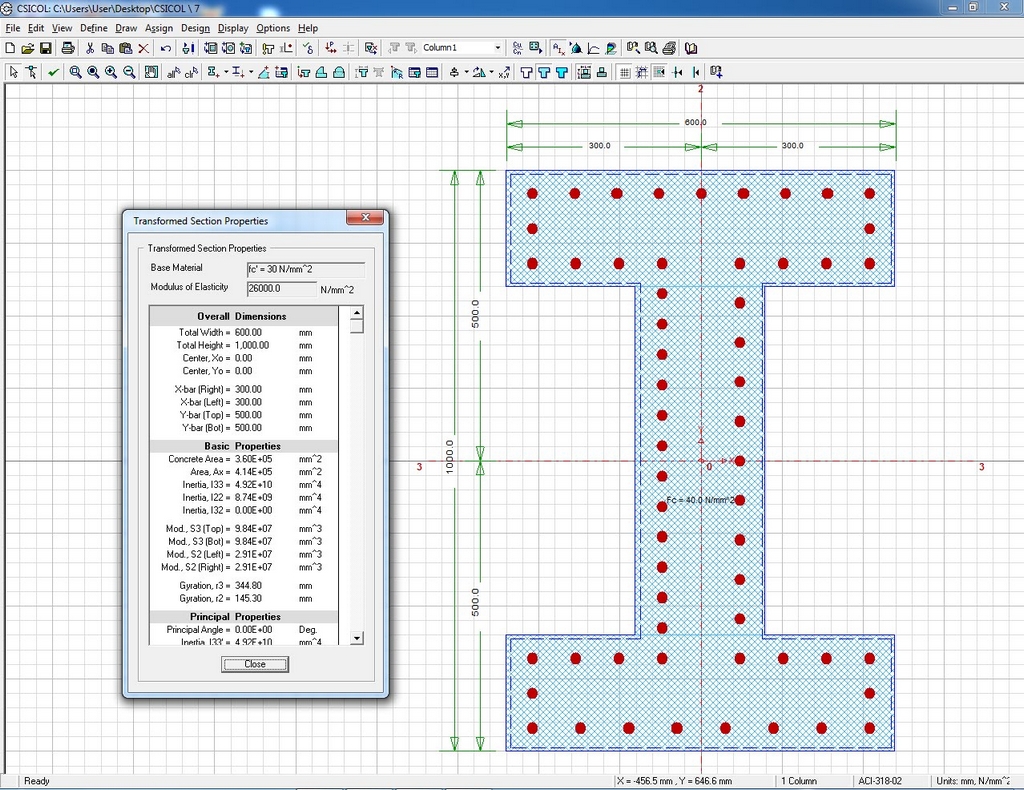 CSICOL: C:\Users\User\Desktop\CSICOL \ 7
File Edit View Define Draw Assign Design Display Options Help
Column1
2
600.0
300.0 300.0
500.0
1000.0
500.0
3 0 3
Fc = 40.0 N/mm^2
Transformed Section Properties
Transformed Section Properties
Base Material fc' = 30 N/mm^2
Modulus of Elasticity 26000.0 N/mm^2
Overall Dimensions
Total Width = 600.00 mm
Total Height = 1,000.00 mm
Center, Xo = 0.00 mm
Center, Yo = 0.00 mm
X-bar (Right) = 300.00 mm
X-bar (Left) = 300.00 mm
Y-bar (Top) = 500.00 mm
Y-bar (Bot) = 500.00 mm
Basic Properties
Concrete Area = 3.60E+05 mm^2
Area, Ax = 4.14E+05 mm^2
Inertia, I33 = 4.92E+10 mm^4
Inertia, I22 = 8.74E+09 mm^4
Inertia, I32 = 0.00E+00 mm^4
Mod., S3 (Top) = 9.84E+07 mm^3
Mod., S3 (Bot) = 9.84E+07 mm^3
Mod., S2 (Left) = 2.91E+07 mm^3
Mod., S2 (Right) = 2.91E+07 mm^3
Gyration, r3 = 344.80 mm
Gyration, r2 = 145.30 mm
Principal Properties
Principal Angle = 0.00E+00 Deg.
Inertia, I33' = 4.92E+10 mm^4
Close
Ready X = -456.5 mm , Y = 646.6 mm 1 Column ACI-318-02 Units: mm, N/mm^2